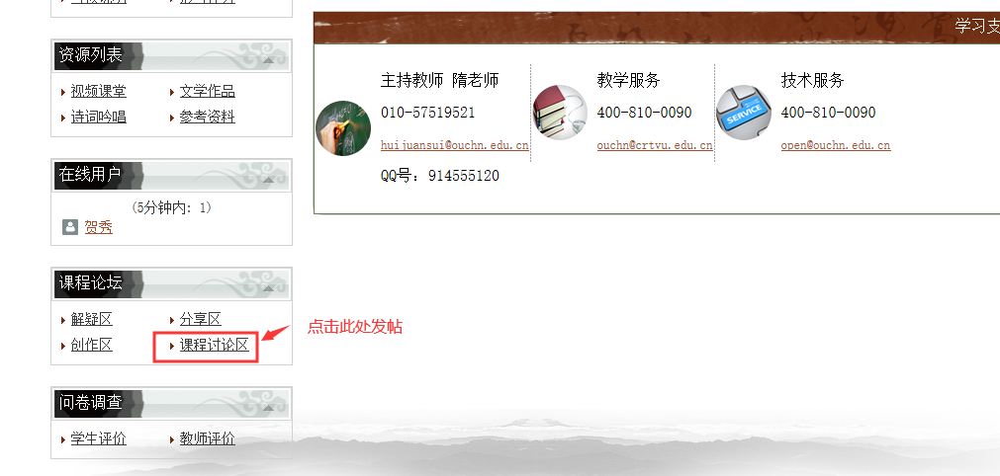 资源列表
视频课堂
文学作品
诗词吟唱
参考资料
在线用户
(5分钟内: 1)
贺秀
课程论坛
解疑区
分享区
创作区
课程讨论区
点击此处发帖
问卷调查
学生评价
教师评价
学习支
主持教师 隋老师
010-57519521
huijuansui@ouchn.edu.cn
QQ号：914555120
教学服务
400-810-0090
ouchn@crtvu.edu.cn
SERVICE
技术服务
400-810-0090
open@ouchn.edu.cn